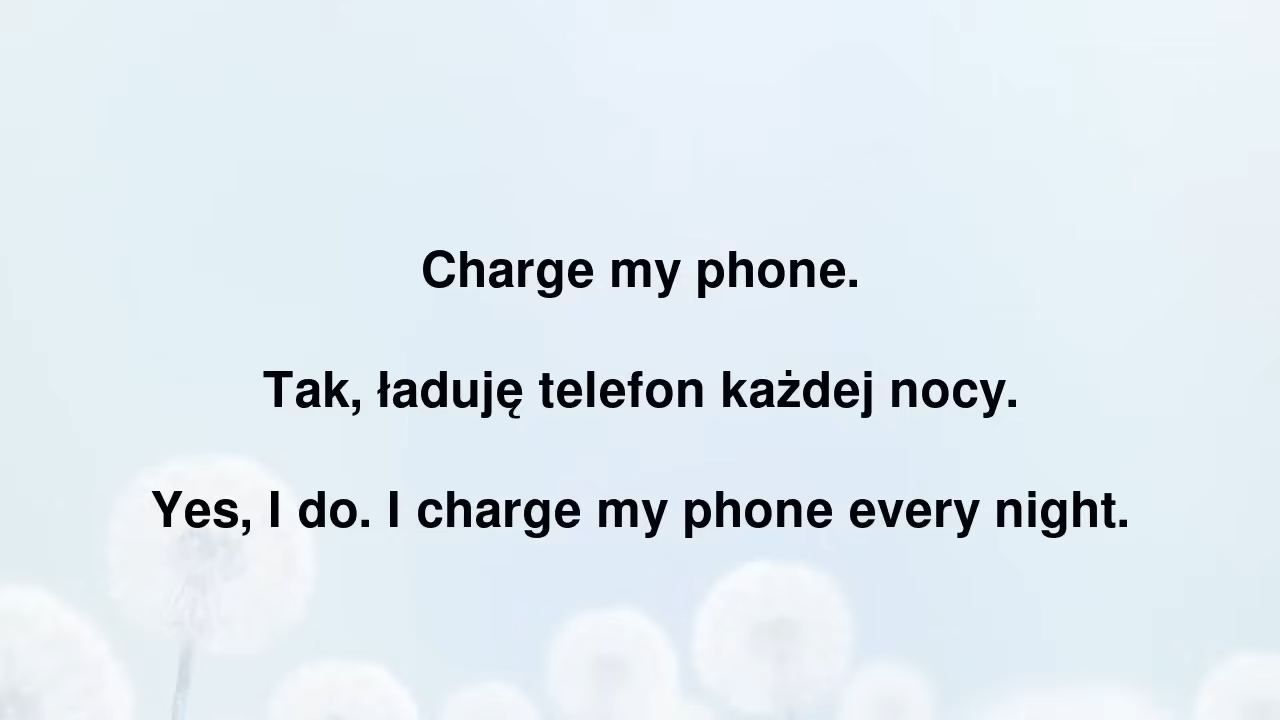 Charge my phone.
Tak, ładuję telefon każdej nocy.
Yes, I do. I charge my phone every night.